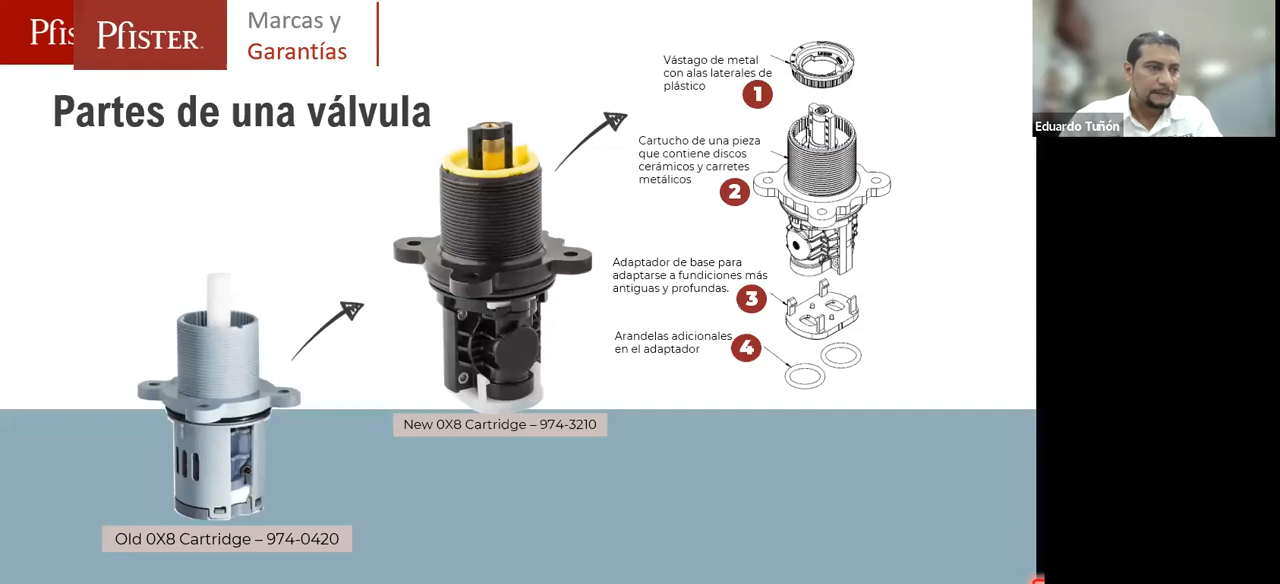 Pfis
PFISTER
Marcas y
Garantías
Partes de una válvula
Vástago de metal
con alas laterales de
plástico
1
Cartucho de una pieza
que contiene discos
cerámicos y carretes
metálicos
2
Adaptador de base para
adaptarse a fundiciones más
antiguas y profundas.
3
Arandelas adicionales
en el adaptador
4
New 0X8 Cartridge – 974-3210
Old 0X8 Cartridge – 974-0420
Eduardo Tuñón